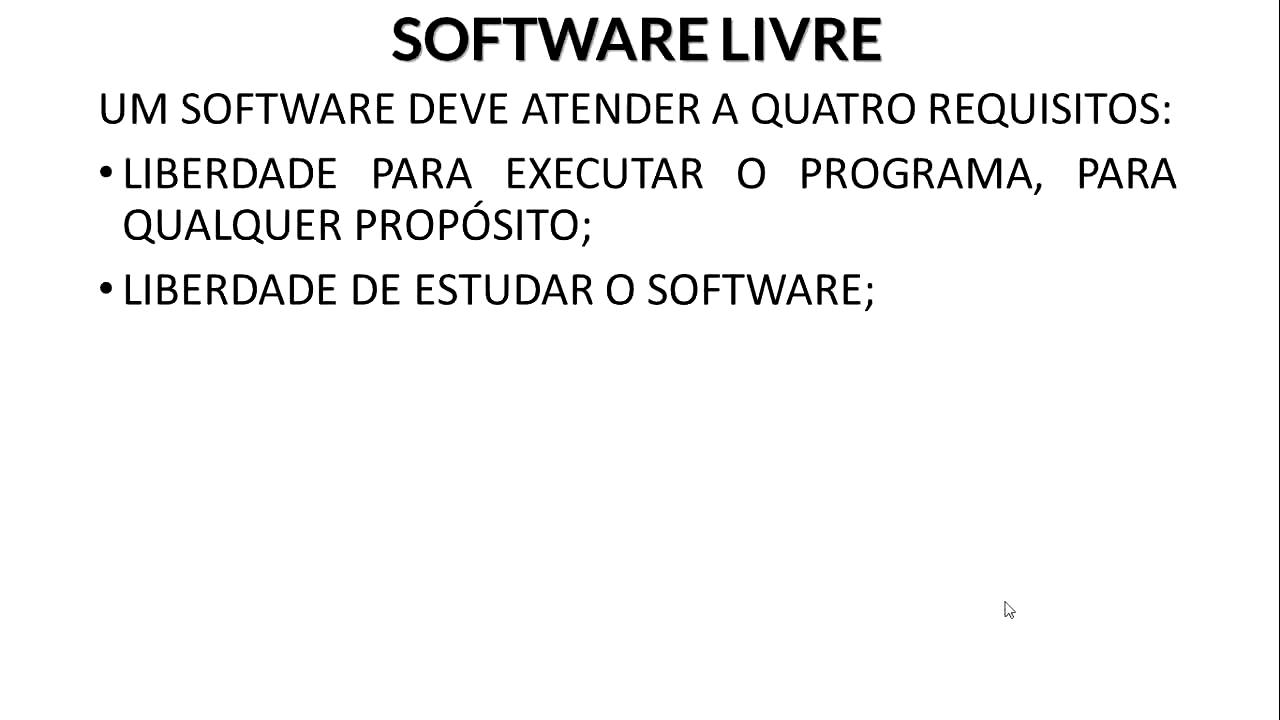 SOFTWARE LIVRE
UM SOFTWARE DEVE ATENDER A QUATRO REQUISITOS:
• LIBERDADE PARA EXECUTAR O PROGRAMA, PARA
QUALQUER PROPÓSITO;
• LIBERDADE DE ESTUDAR O SOFTWARE;